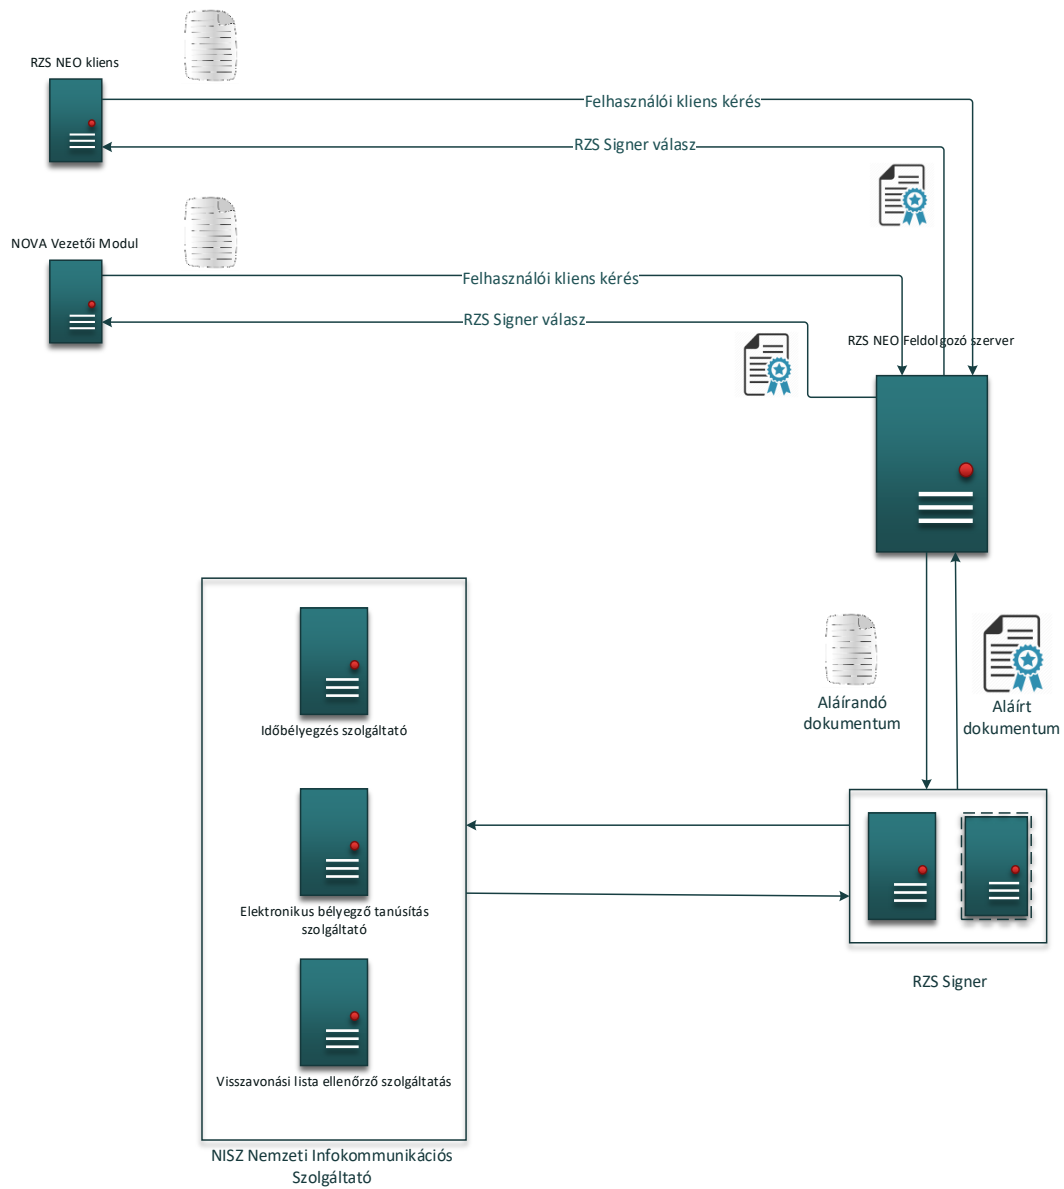 RZS NEO kliens
Felhasználói kliens kérés
RZS Signer válasz
NOVA Vezetői Modul
Felhasználói kliens kérés
RZS Signer válasz
RZS NEO Feldolgozó szerver
Aláírandó
dokumentum
Aláírt
dokumentum
Időbélyegzés szolgáltató
Elektronikus bélyegző tanúsítás
szolgáltató
Visszavonási lista ellenőrző szolgáltatás
RZS Signer
NISZ Nemzeti Infokommunikációs
Szolgáltató